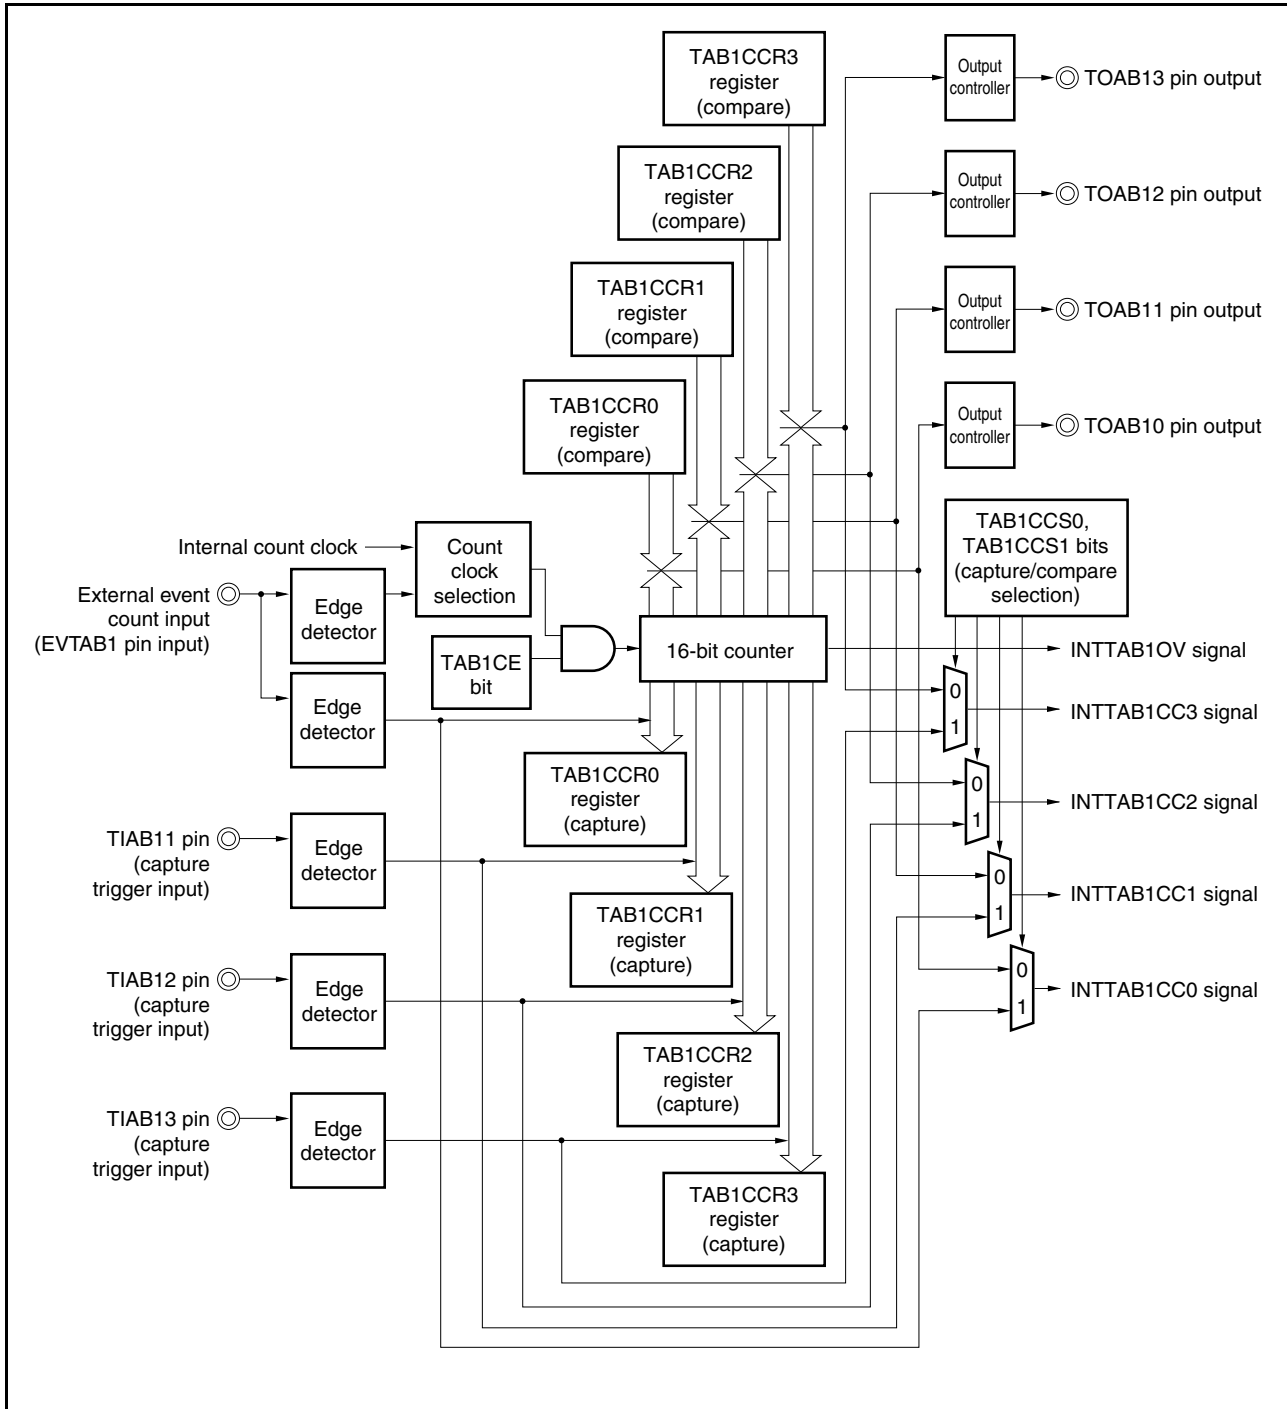 TAB1CCR3
register
(compare)
Output
controller
TOAB13 pin output
TAB1CCR2
register
(compare)
Output
controller
TOAB12 pin output
TAB1CCR1
register
(compare)
Output
controller
TOAB11 pin output
TAB1CCR0
register
(compare)
Output
controller
TOAB10 pin output
TAB1CCS0,
TAB1CCS1 bits
(capture/compare
selection)
Internal count clock
Count
clock
selection
External event
count input
(EVTAB1 pin input)
Edge
detector
TAB1CE
bit
16-bit counter
INTTAB1OV signal
Edge
detector
0
1
INTTAB1CC3 signal
TAB1CCR0
register
(capture)
0
1
INTTAB1CC2 signal
TIAB11 pin
(capture
trigger input)
Edge
detector
0
1
INTTAB1CC1 signal
TAB1CCR1
register
(capture)
0
1
INTTAB1CC0 signal
TIAB12 pin
(capture
trigger input)
Edge
detector
TAB1CCR2
register
(capture)
TIAB13 pin
(capture
trigger input)
Edge
detector
TAB1CCR3
register
(capture)